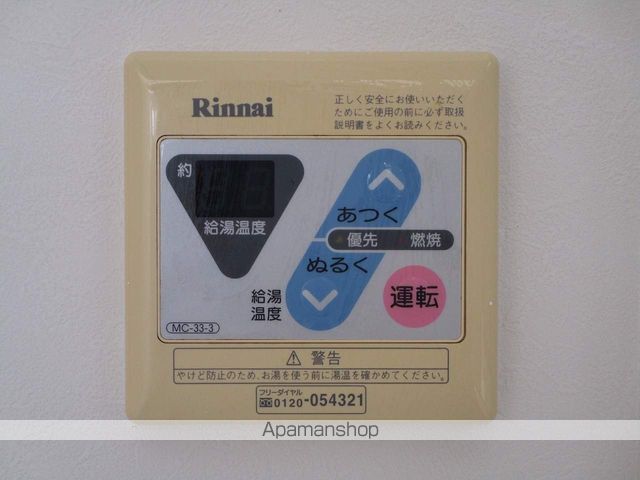 Rinnai
正しく安全にお使いいただく
ためにご使用の前に必ず取扱
説明書をよくお読みください。
約
給湯温度
あつく
優先 燃焼
ぬるく
給湯
温度
運転
MC-33-3
⚠ 警告
やけど防止のため、お湯を使う前に湯温を確かめてください。
フリーダイヤル
0120-054321
Apamanshop